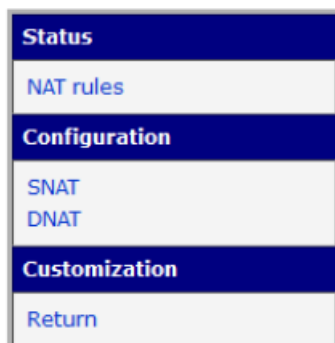 Status
NAT rules
Configuration
SNAT
DNAT
Customization
Return